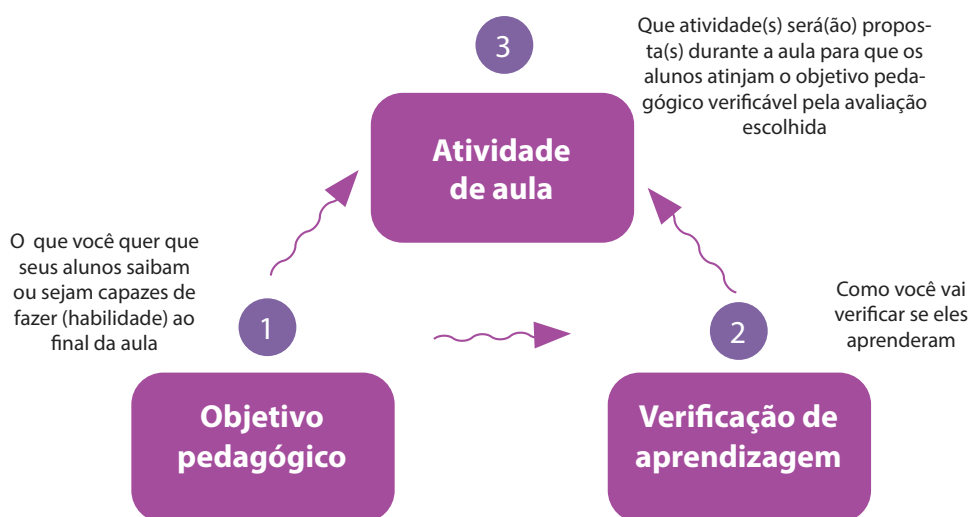 3
Que atividade(s) será(ão) propos-
ta(s) durante a aula para que os
alunos atinjam o objetivo peda-
gógico verificável pela avaliação
escolhida
Atividade
de aula
O que você quer que
seus alunos saibam
ou sejam capazes de
fazer (habilidade) ao
final da aula
1
Objetivo
pedagógico
2
Como você vai
verificar se eles
aprenderam
Verificação de
aprendizagem